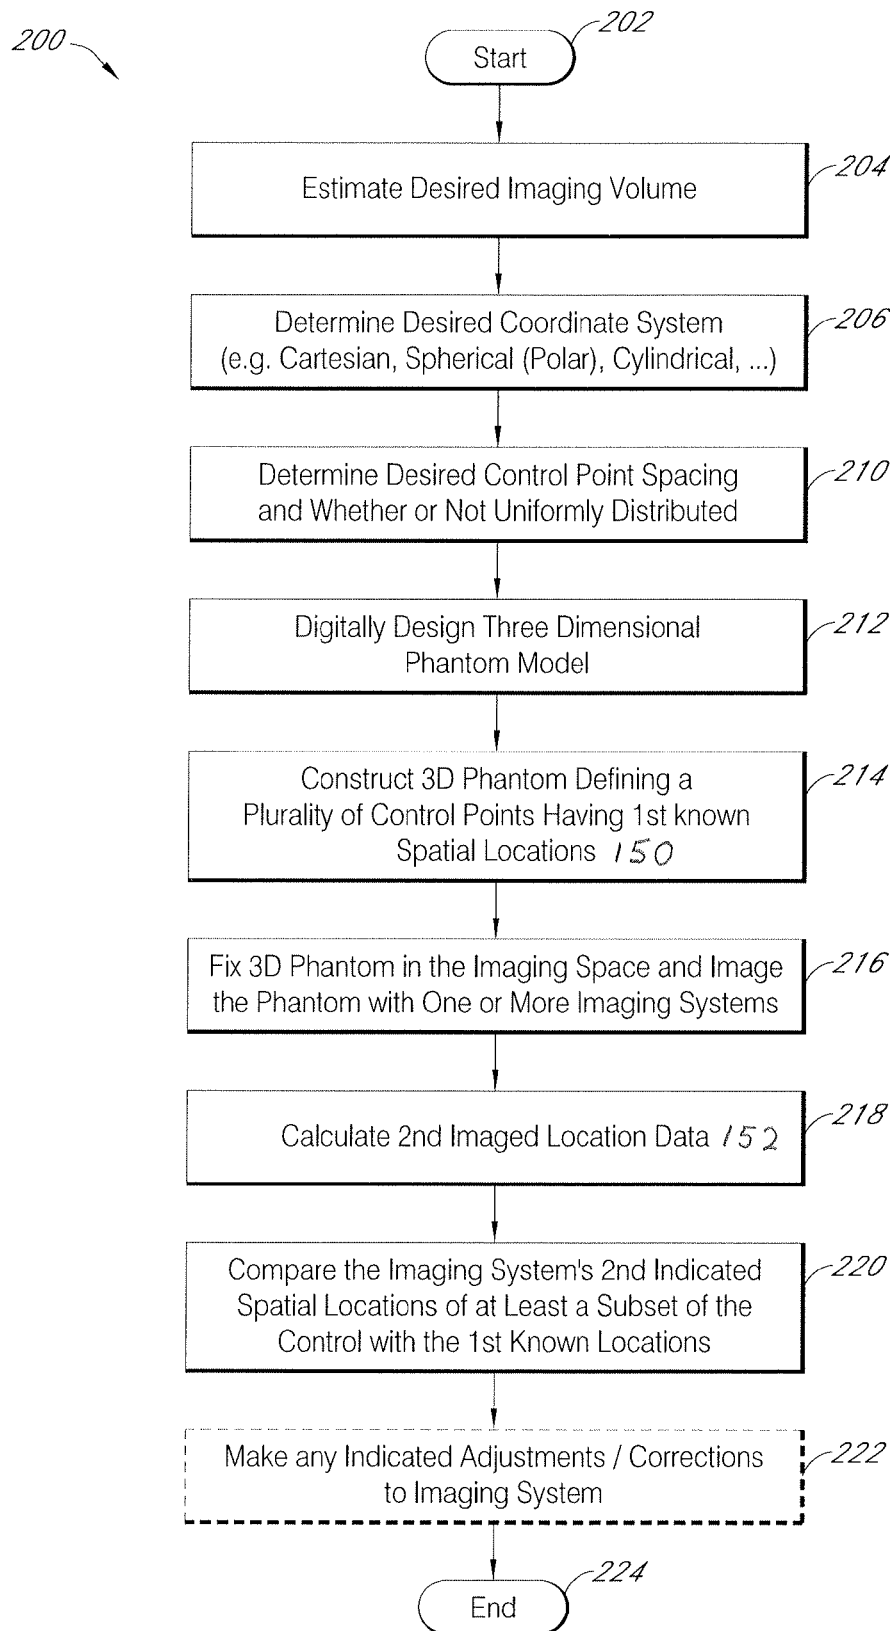 200
202
Start
Estimate Desired Imaging Volume
204
Determine Desired Coordinate System
(e.g. Cartesian, Spherical (Polar), Cylindrical, ...)
206
Determine Desired Control Point Spacing
and Whether or Not Uniformly Distributed
210
Digitally Design Three Dimensional
Phantom Model
212
Construct 3D Phantom Defining a
Plurality of Control Points Having 1st known
Spatial Locations 150
214
Fix 3D Phantom in the Imaging Space and Image
the Phantom with One or More Imaging Systems
216
Calculate 2nd Imaged Location Data 152
218
Compare the Imaging System's 2nd Indicated
Spatial Locations of at Least a Subset of the
Control with the 1st Known Locations
220
Make any Indicated Adjustments / Corrections
to Imaging System
222
224
End